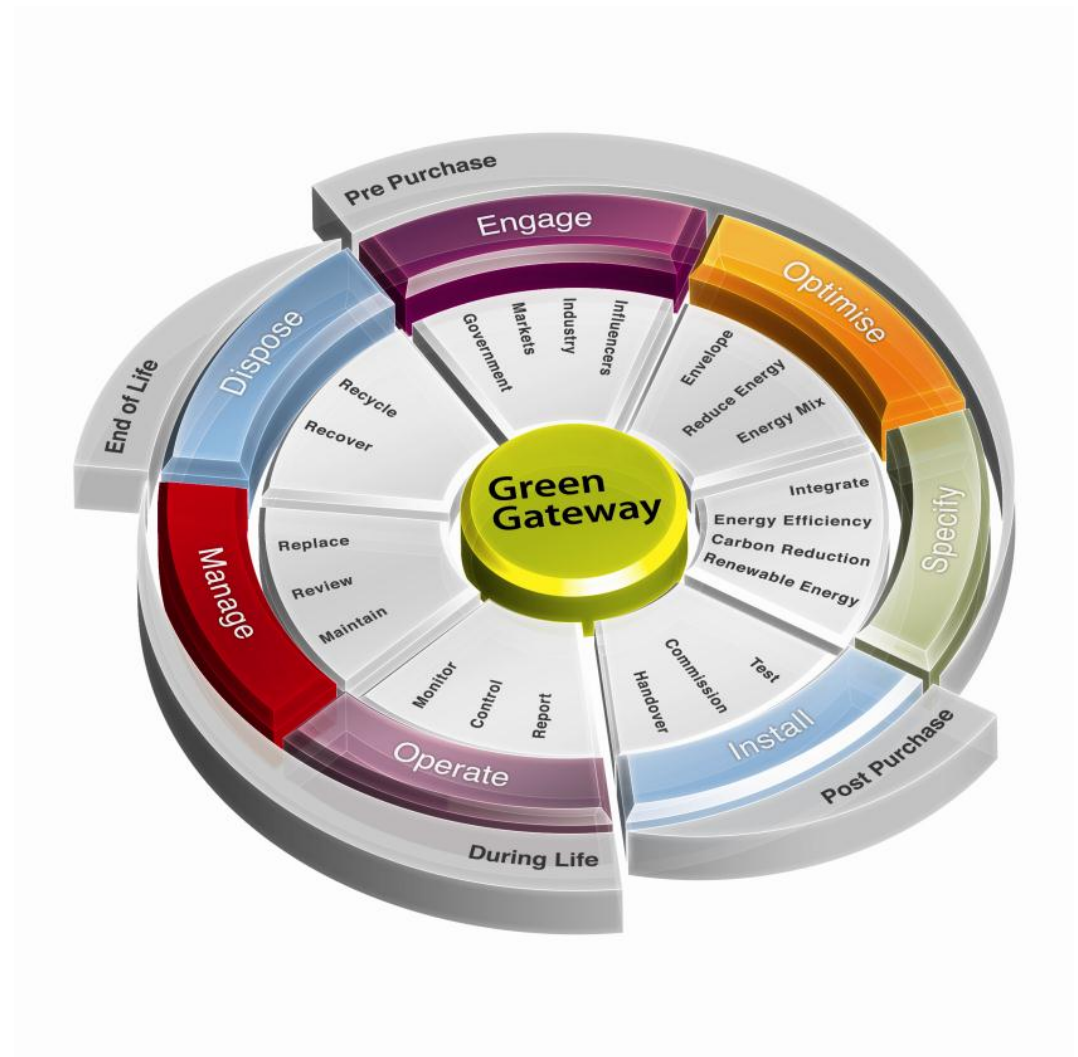 Pre Purchase
Engage
Government
Markets
Industry
Influencers
Optimise
Envelope
Reduce Energy
Energy Mix
Specify
Integrate
Energy Efficiency
Carbon Reduction
Renewable Energy
Post Purchase
Install
Test
Commission
Handover
During Life
Operate
Report
Control
Monitor
Manage
Maintain
Review
Replace
End of Life
Dispose
Recover
Recycle
Green
Gateway